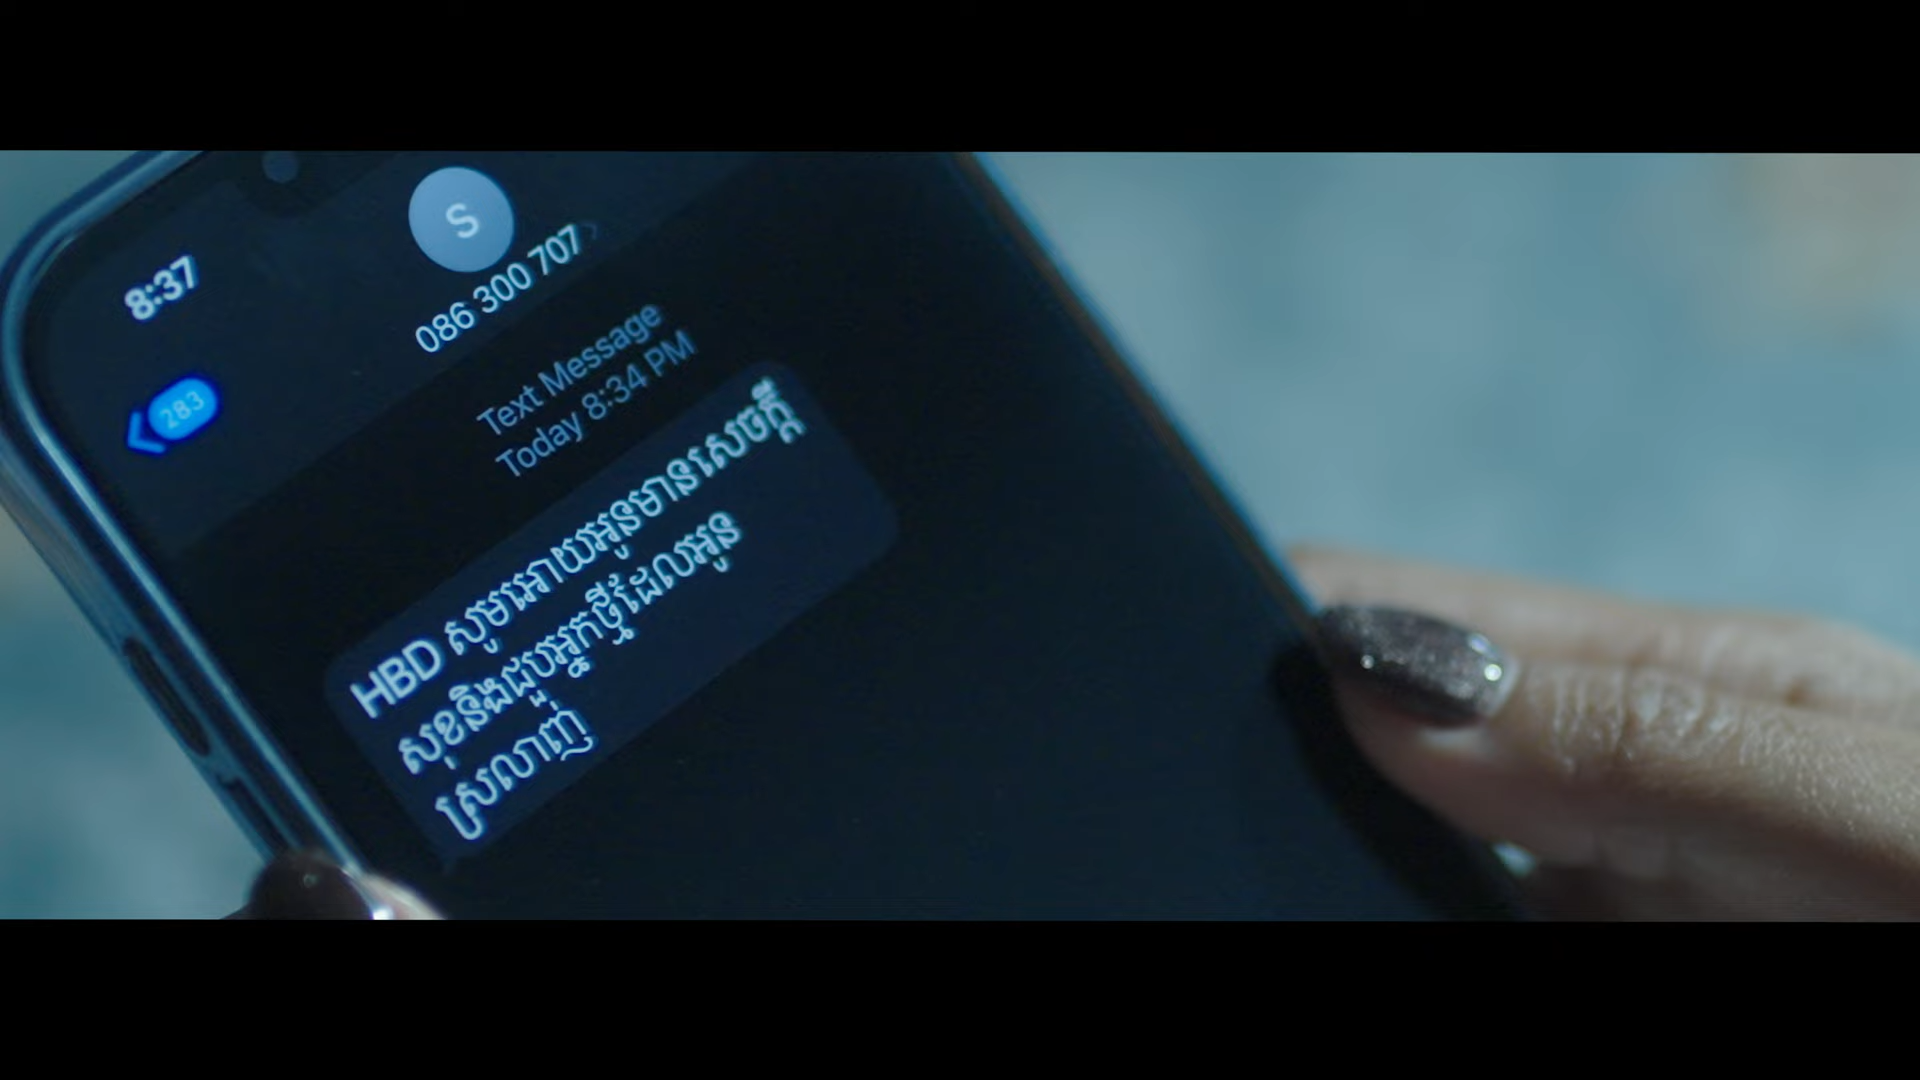 8:37
S
086 300 707
283
Text Message
Today 8:34 PM
HBD សូមអោយអូនមានសេចក្តី
សុខនិងជួបអ្នកថ្មីដែលអូន
ស្រលាញ់